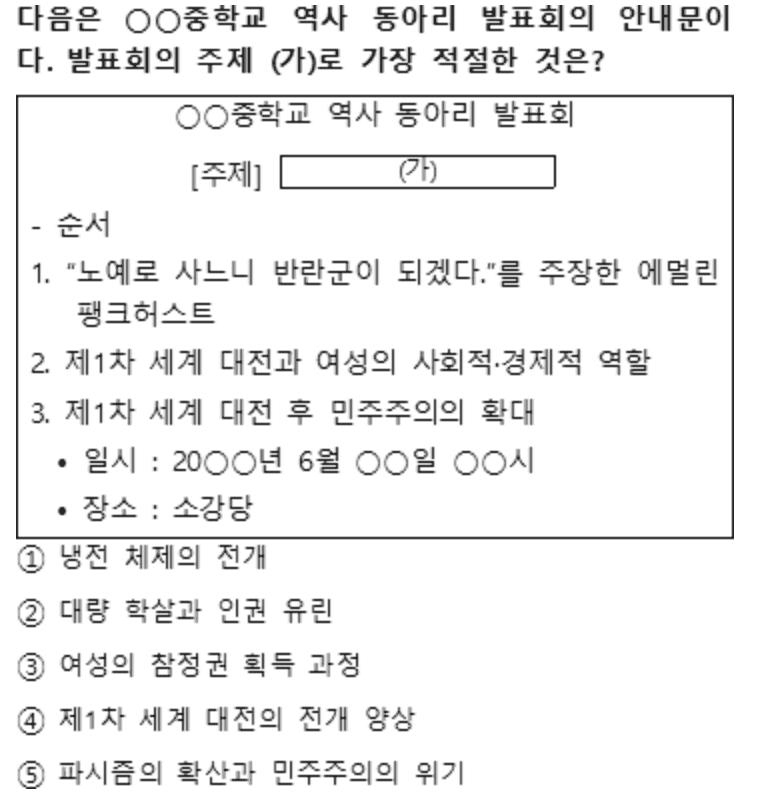 다음은 ○○중학교 역사 동아리 발표회의 안내문이
다. 발표회의 주제 (가)로 가장 적절한 것은?
○○중학교 역사 동아리 발표회
[주제] (가)
- 순서
1. “노예로 사느니 반란군이 되겠다.”를 주장한 에멀린
팽크허스트
2. 제1차 세계 대전과 여성의 사회적·경제적 역할
3. 제1차 세계 대전 후 민주주의의 확대
• 일시 : 20○○년 6월 ○○일 ○○시
• 장소 : 소강당
① 냉전 체제의 전개
② 대량 학살과 인권 유린
③ 여성의 참정권 획득 과정
④ 제1차 세계 대전의 전개 양상
⑤ 파시즘의 확산과 민주주의의 위기